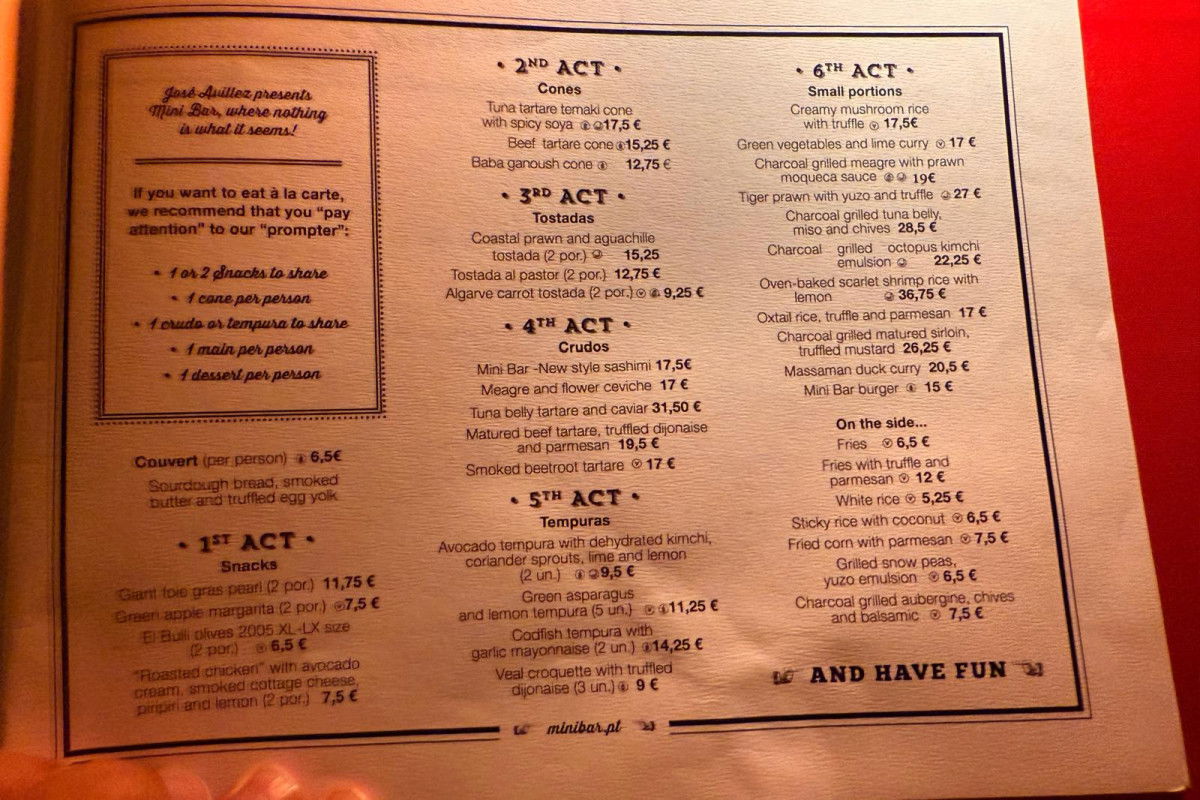 José Avillez presents
Mini Bar, where nothing
is what it seems!
If you want to eat à la carte,
we recommend that you “pay
attention” to our “prompter”:
• 1 or 2 Snacks to share
• 1 cone per person
• 1 crudo or tempura to share
• 1 main per person
• 1 dessert per person
Couvert (per person) 6,5€
Sourdough bread, smoked
butter and truffled egg yolk
• 1ST ACT •
Snacks
Giant foie gras pearl (2 por.) 11,75 €
Green apple margarita (2 por.) 7,5 €
El Bulli olives 2005 XL-LX size
(2 por.) 6,5 €
“Roasted chicken” with avocado
cream, smoked cottage cheese,
piripiri and lemon (2 por.) 7,5 €
• 2ND ACT •
Cones
Tuna tartare temaki cone
with spicy soya 17,5 €
Beef tartare cone 15,25 €
Baba ganoush cone 12,75 €
• 3RD ACT •
Tostadas
Coastal prawn and aguachille
tostada (2 por.) 15,25
Tostada al pastor (2 por.) 12,75 €
Algarve carrot tostada (2 por.) 9,25 €
• 4TH ACT •
Crudos
Mini Bar -New style sashimi 17,5€
Meagre and flower ceviche 17 €
Tuna belly tartare and caviar 31,50 €
Matured beef tartare, truffled dijonaise
and parmesan 19,5 €
Smoked beetroot tartare 17 €
• 5TH ACT •
Tempuras
Avocado tempura with dehydrated kimchi,
coriander sprouts, lime and lemon
(2 un.) 9,5 €
Green asparagus
and lemon tempura (5 un.) 11,25 €
Codfish tempura with
garlic mayonnaise (2 un.) 14,25 €
Veal croquette with truffled
dijonaise (3 un.) 9 €
• 6TH ACT •
Small portions
Creamy mushroom rice
with truffle 17,5€
Green vegetables and lime curry 17 €
Charcoal grilled meagre with prawn
moqueca sauce 19€
Tiger prawn with yuzo and truffle 27 €
Charcoal grilled tuna belly,
miso and chives 28,5 €
Charcoal grilled octopus kimchi
emulsion 22,25 €
Oven-baked scarlet shrimp rice with
lemon 36,75 €
Oxtail rice, truffle and parmesan 17 €
Charcoal grilled matured sirloin,
truffled mustard 26,25 €
Massaman duck curry 20,5 €
Mini Bar burger 15 €
On the side...
Fries 6,5 €
Fries with truffle and
parmesan 12 €
White rice 5,25 €
Sticky rice with coconut 6,5 €
Fried corn with parmesan 7,5 €
Grilled snow peas,
yuzo emulsion 6,5 €
Charcoal grilled aubergine, chives
and balsamic 7,5 €
AND HAVE FUN
minibar.pt